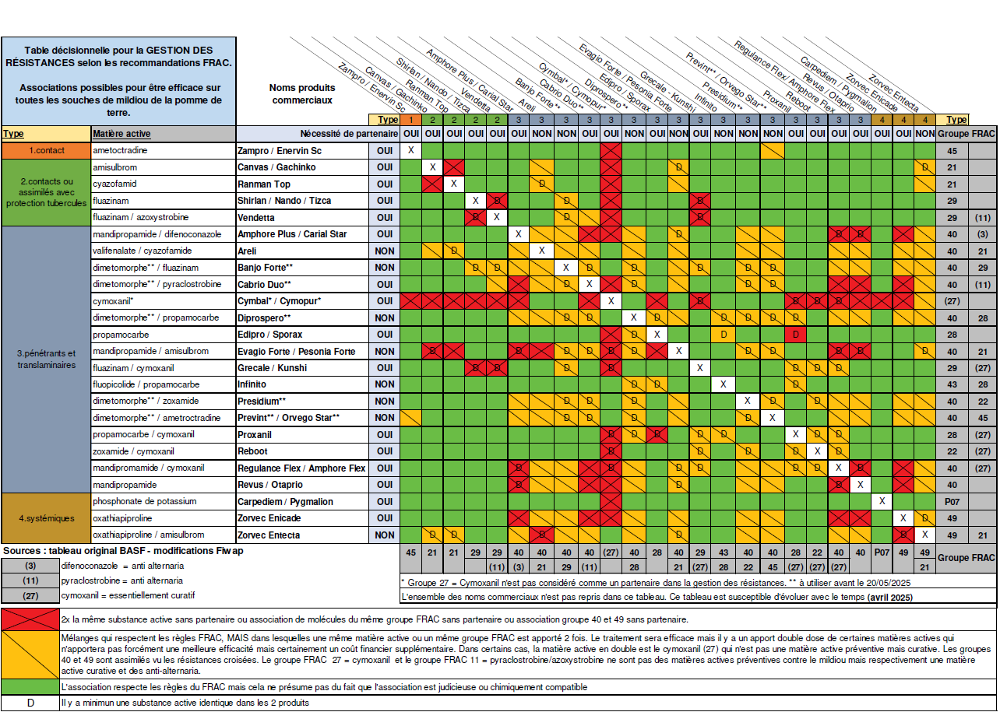 Table décisionnelle pour la GESTION DES
RÉSISTANCES selon les recommandations FRAC.
Associations possibles pour être efficace sur
toutes les souches de mildiou de la pomme de
terre.
Noms produits
commerciaux
Zampro / Enervin Sc
Canvas / Gachinko
Ranman Top
Shirlan / Nando / Tizca
Vendetta
Amphore Plus / Carial Star
Areli
Banjo Forte**
Cabrio Duo**
Cymbal* / Cymopur*
Diprospero**
Edipro / Sporax
Evagio Forte / Pesonia Forte
Grecale - Kunshi
Infinito
Presidium**
Prevint** / Orvego Star**
Proxanil
Reboot
Regulance Flex/ Amphore Flex
Revus / Otaprio
Carpediem / Pygmalion
Zorvec Enicade
Zorvec Entecta
Type 1 2 2 2 2 3 3 3 3 3 3 3 3 3 3 3 3 3 3 3 3 4 4 4 Type
Type Matière active Nécessité de partenaire OUI OUI OUI OUI OUI OUI NON NON OUI OUI NON OUI NON OUI NON NON NON OUI OUI OUI OUI OUI OUI NON Groupe FRAC
1.contact
ametoctradine Zampro / Enervin Sc OUI X 45
2.contacts ou
assimilés avec
protection tubercules
amisulbrom Canvas / Gachinko OUI X D D 21
cyazofamid Ranman Top OUI X D 21
fluazinam Shirlan / Nando / Tizca OUI X D D D 29
fluazinam / azoxystrobine Vendetta OUI D X D D 29 (11)
3.pénétrants et
translaminaires
mandipropamide / difenoconazole Amphore Plus / Carial Star OUI X D D D 40 (3)
valifenalate / cyazofamide Areli NON D X 40 21
dimetomorphe** / fluazinam Banjo Forte** NON D D X D D D D D 40 29
dimetomorphe** / pyraclostrobine Cabrio Duo** OUI D X D D D 40 (11)
cymoxanil* Cymbal* / Cymopur* OUI X D D D D (27)
dimetomorphe** / propamocarbe Diprospero** NON D D X D D D D D 40 28
propamocarbe Edipro / Sporax OUI D X D D 28
mandipropamide / amisulbrom Evagio Forte / Pesonia Forte NON D D D D D D X D D D D D 40 21
fluazinam / cymoxanil Grecale / Kunshi OUI D D D D X D D D 29 (27)
fluopicolide / propamocarbe Infinito NON D D X D 43 28
dimetomorphe** / zoxamide Presidium** NON D D D X D D 40 22
dimetomorphe** / ametroctradine Prevint** / Orvego Star** NON D D D D X 40 45
propamocarbe / cymoxanil Proxanil OUI D D D D D X D D 28 (27)
zoxamide / cymoxanil Reboot OUI D D D D X D 22 (27)
mandipromamide / cymoxanil Regulance Flex / Amphore Flex OUI D D D D D D X D 40 (27)
mandipropamide Revus / Otaprio OUI D D D X 40
4.systémiques
phosphonate de potassium Carpediem / Pygmalion OUI X P07
oxathiapiproline Zorvec Enicade OUI X D 49
oxathiapiproline / amisulbrom Zorvec Entecta NON D D D D D X 49 21
Sources : tableau original BASF - modifications Fiwap
45 21 21 29 29 40 40 40 40 (27) 40 28 40 29 43 40 40 28 22 40 40 P07 49 49 Groupe FRAC
(11) (3) 21 29 (11) 28 21 (27) 28 22 45 (27) (27) (27) 21
(3) difenoconazole = anti alternaria
(11) pyraclostrobine = anti alternaria
(27) cymoxanil = essentiellement curatif
* Groupe 27 = Cymoxanil n'est pas considéré comme un partenaire dans la gestion des résistances. ** à utiliser avant le 20/05/2025
L'ensemble des noms commerciaux n'est pas repris dans ce tableau. Ce tableau est susceptible d'évoluer avec le temps (avril 2025)
2x la même substance active sans partenaire ou association de molécules du même groupe FRAC sans partenaire ou association groupe 40 et 49 sans partenaire.
Mélanges qui respectent les règles FRAC, MAIS dans lesquelles une même matière active ou un même groupe FRAC est apporté 2 fois. Le traitement sera efficace mais il y a un apport double dose de certaines matières actives qui
n'apportera pas forcément une meilleure efficacité mais certainement un coût financier supplémentaire. Dans certains cas, la matière active en double est le cymoxanil (27) qui n'est pas une matière active préventive mais curative. Les groupes
40 et 49 sont assimilés vu les résistances croisées. Le groupe FRAC 27 = cymoxanil et le groupe FRAC 11 = pyraclostrobine/azoxystrobine ne sont pas des matières actives préventives contre le mildiou mais respectivement une matière
active curative et des anti-alternaria.
L'association respecte les règles du FRAC mais cela ne présume pas du fait que l'association est judicieuse ou chimiquement compatible
D Il y a minimun une substance active identique dans les 2 produits